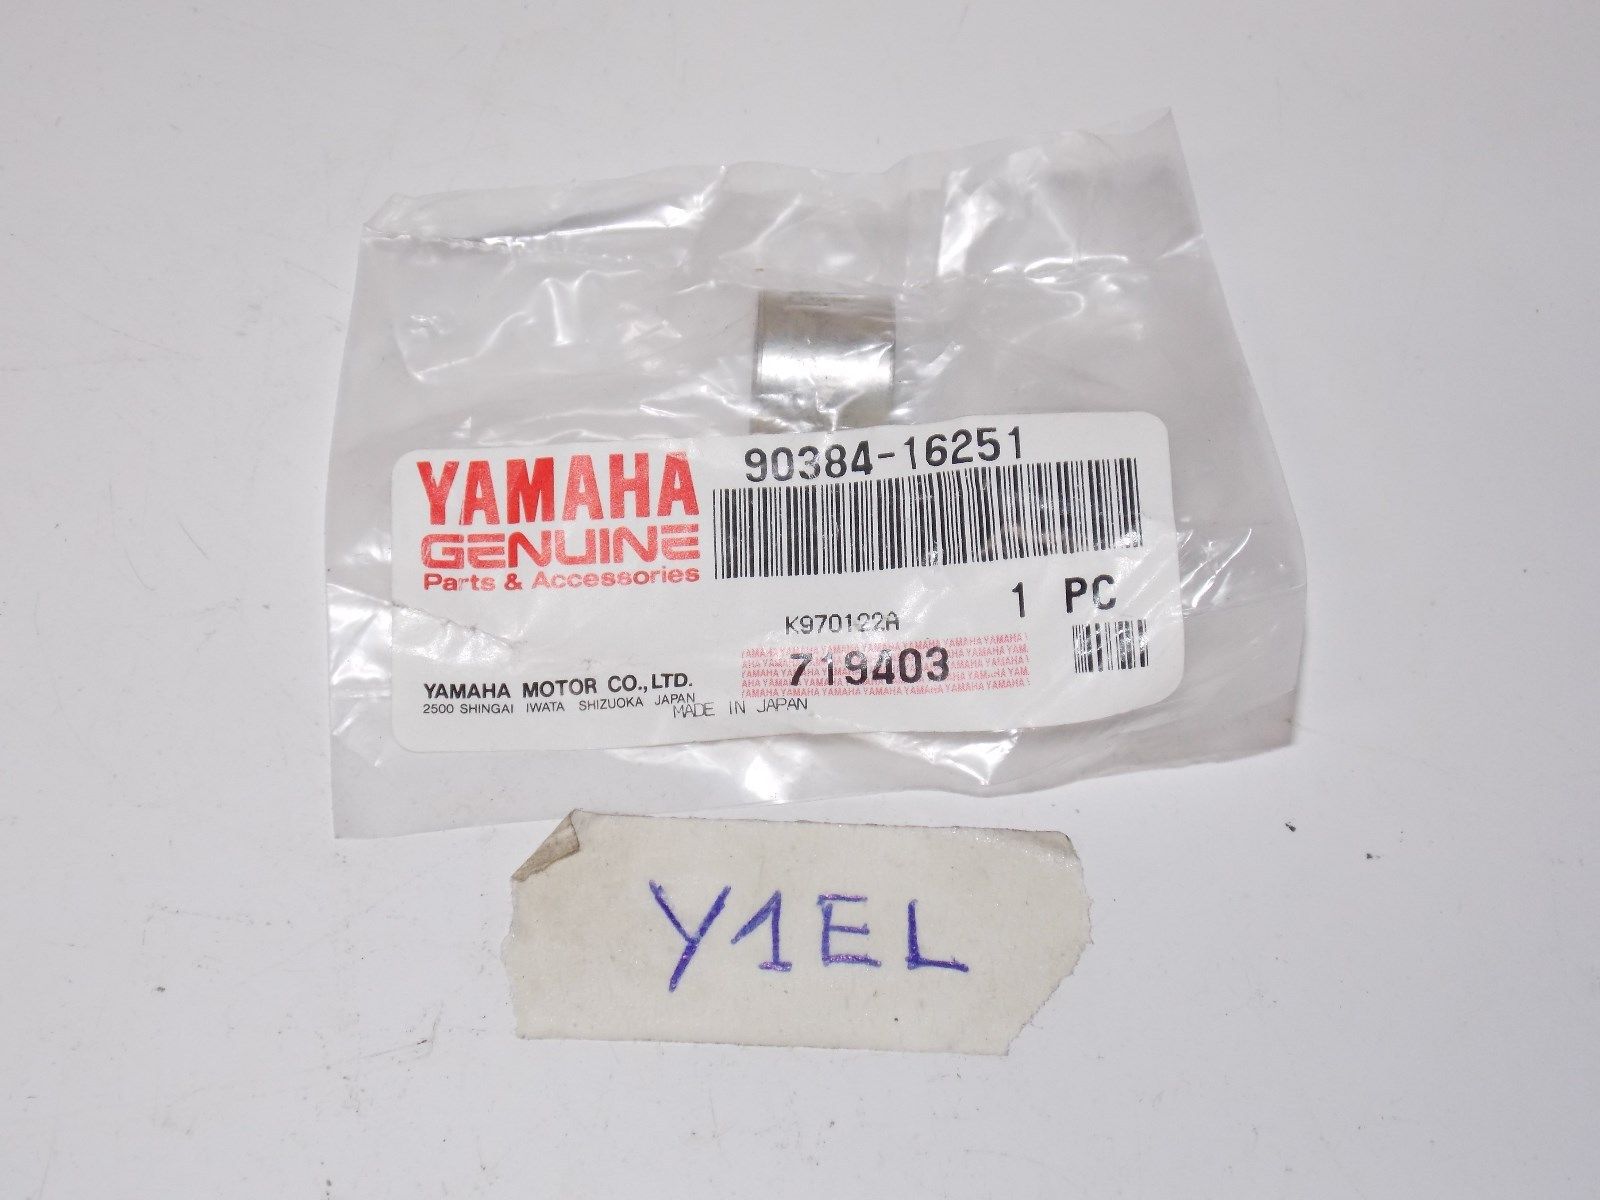 90384-16251
YAMAHA
GENUINE
Parts & Accessories
1 PC
K970122A
719403
YAMAHA MOTOR CO., LTD.
2500 SHINGAI IWATA SHIZUOKA JAPAN
MADE IN JAPAN
Y1EL